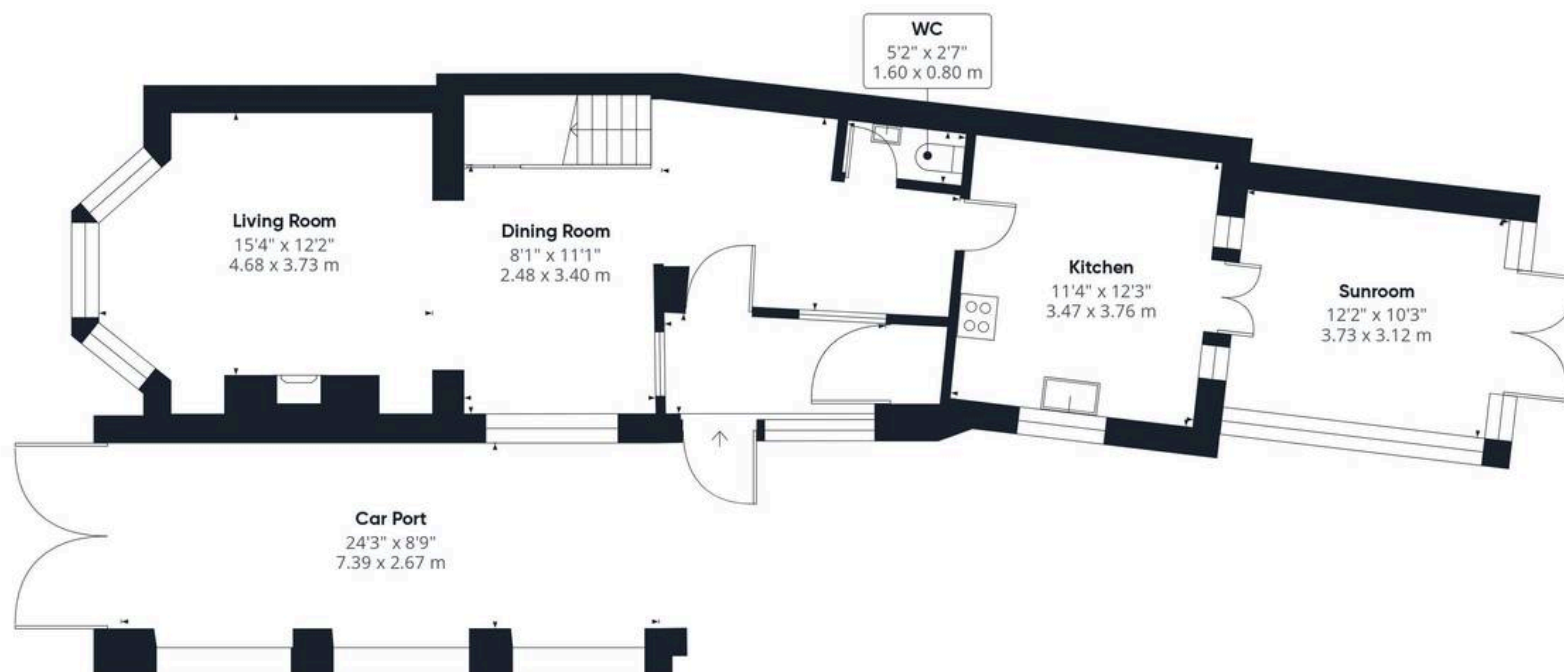 WC
5'2" x 2'7"
1.60 x 0.80 m
Living Room
15'4" x 12'2"
4.68 x 3.73 m
Dining Room
8'1" x 11'1"
2.48 x 3.40 m
Kitchen
11'4" x 12'3"
3.47 x 3.76 m
Sunroom
12'2" x 10'3"
3.73 x 3.12 m
Car Port
24'3" x 8'9"
7.39 x 2.67 m